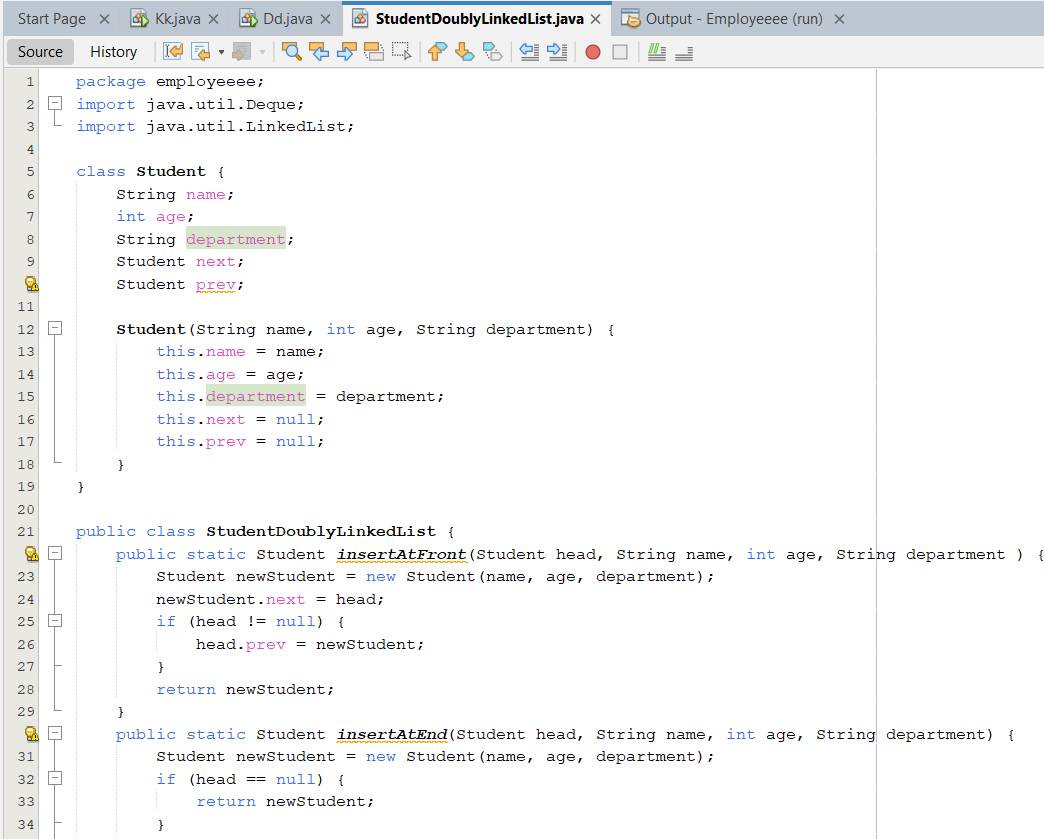 Start Page
Kk.java
Dd.java
StudentDoublyLinkedList.java
Output - Employeeee (run)
Source History
1 package employeeee;
2 import java.util.Deque;
3 import java.util.LinkedList;
4
5 class Student {
6     String name;
7     int age;
8     String department;
9     Student next;
    Student prev;
11
12     Student(String name, int age, String department) {
13         this.name = name;
14         this.age = age;
15         this.department = department;
16         this.next = null;
17         this.prev = null;
18     }
19 }
20
21 public class StudentDoublyLinkedList {
    public static Student insertAtFront(Student head, String name, int age, String department ) {
23         Student newStudent = new Student(name, age, department);
24         newStudent.next = head;
25         if (head != null) {
26             head.prev = newStudent;
27         }
28         return newStudent;
29     }
    public static Student insertAtEnd(Student head, String name, int age, String department) {
31         Student newStudent = new Student(name, age, department);
32         if (head == null) {
33             return newStudent;
34         }